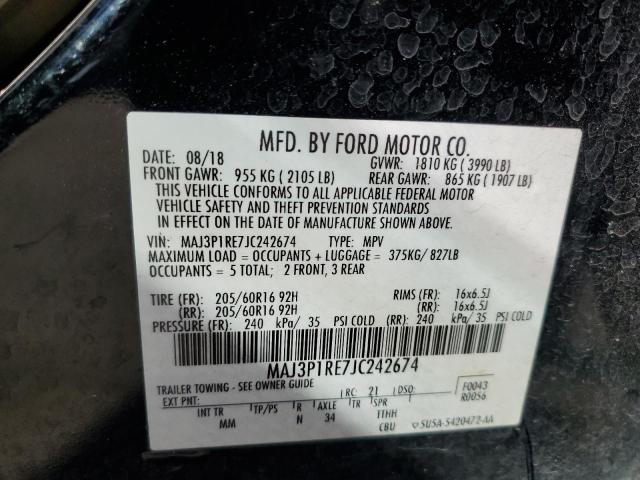 MFD. BY FORD MOTOR CO.
DATE: 08/18 GVWR: 1810 KG ( 3990 LB)
FRONT GAWR: 955 KG ( 2105 LB) REAR GAWR: 865 KG ( 1907 LB)
THIS VEHICLE CONFORMS TO ALL APPLICABLE FEDERAL MOTOR
VEHICLE SAFETY AND THEFT PREVENTION STANDARDS
IN EFFECT ON THE DATE OF MANUFACTURE SHOWN ABOVE.
VIN: MAJ3P1RE7JC242674 TYPE: MPV
MAXIMUM LOAD = OCCUPANTS + LUGGAGE = 375KG/ 827LB
OCCUPANTS = 5 TOTAL; 2 FRONT, 3 REAR
TIRE (FR): 205/60R16 92H RIMS (FR): 16x6.5J
(RR): 205/60R16 92H (RR): 16x6.5J
PRESSURE (FR): 240 kPa/ 35 PSI COLD (RR): 240 kPa/ 35 PSI COLD
MAJ3P1RE7JC242674
TRAILER TOWING - SEE OWNER GUIDE
EXT PNT: RC: 21 DSO: F0043
R0056
INT TR TP/PS R AXLE TR SPR
MM N 34 TTHH
CBU 5U5A-5420472-AA